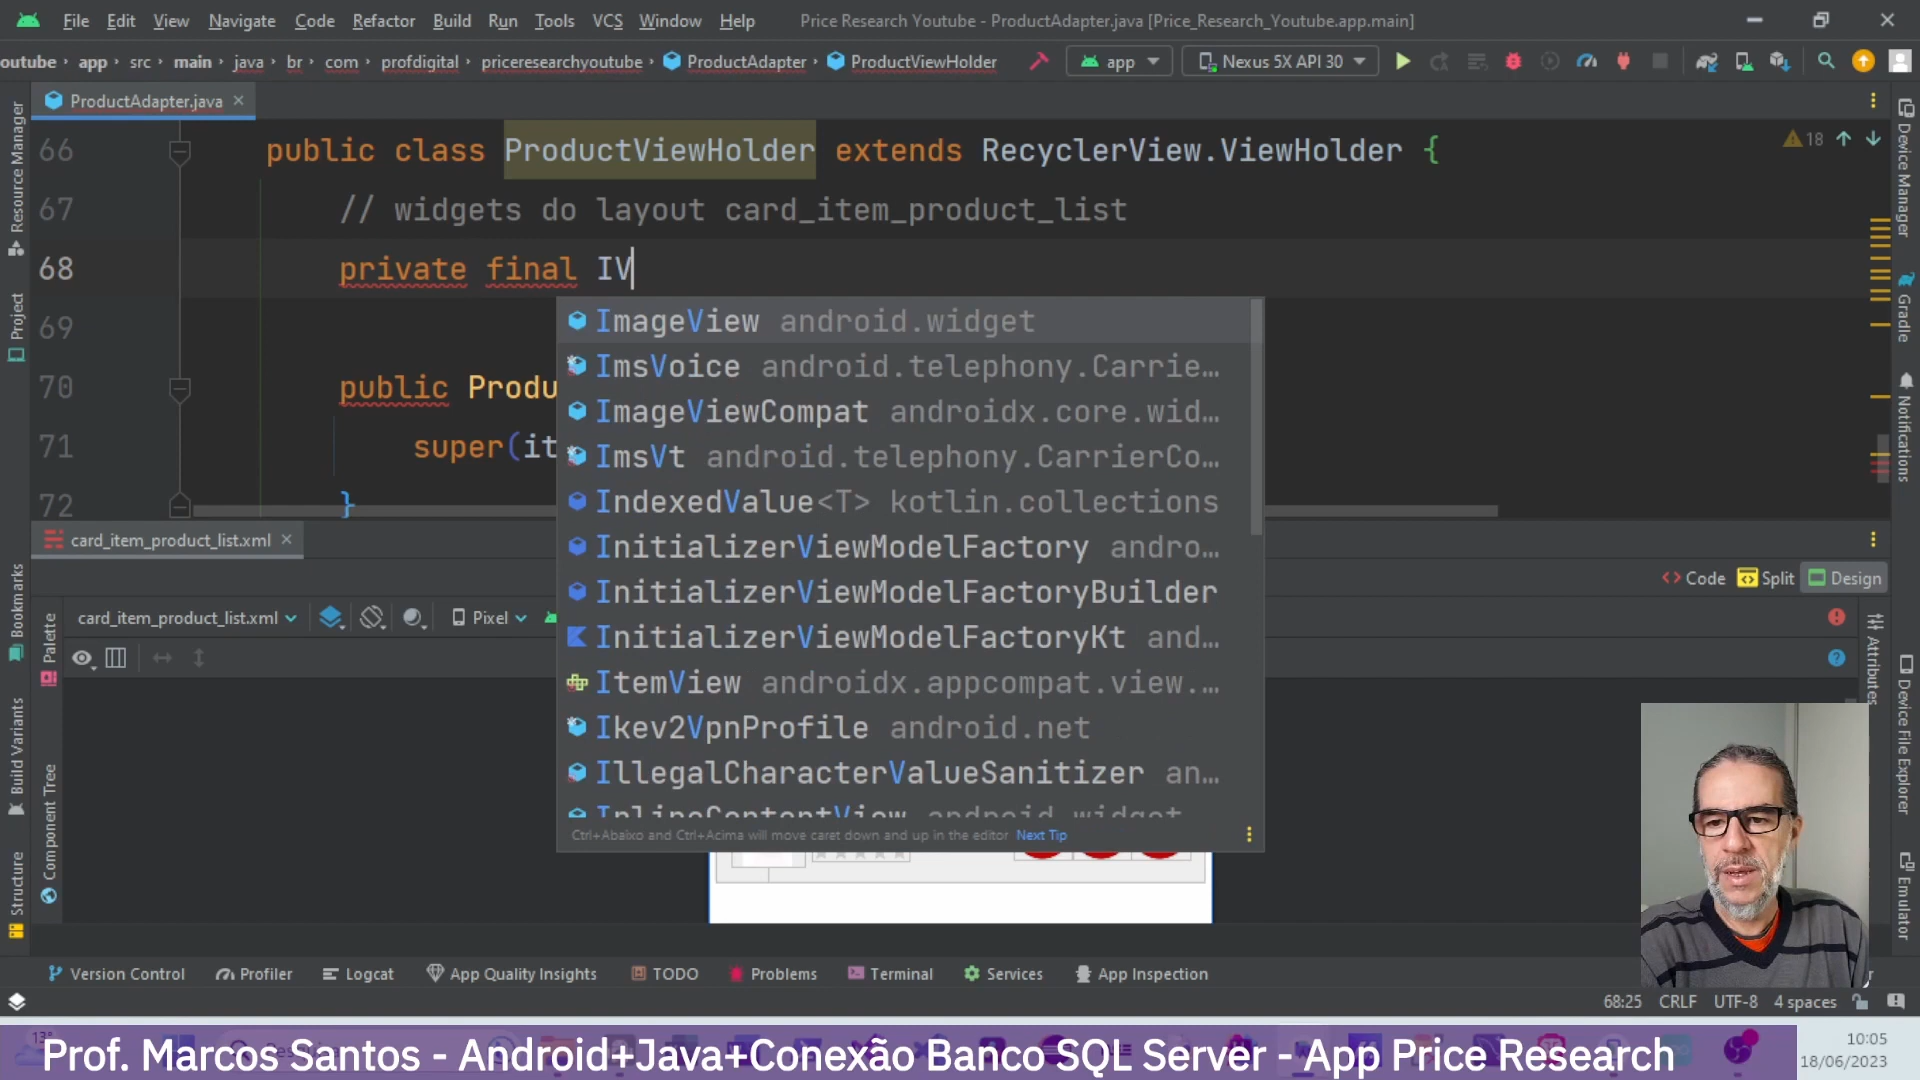 File Edit View Navigate Code Refactor Build Run Tools VCS Window Help Price Research Youtube - ProductAdapter.java [Price_Research_Youtube.app.main]
outube app src main java br com profdigital priceresearchyoutube ProductAdapter ProductViewHolder app Nexus 5X API 30
ProductAdapter.java
66 public class ProductViewHolder extends RecyclerView.ViewHolder { 18
67 // widgets do layout card_item_product_list
68 private final IV
69
70 public Produ
71 super(it
72 }
ImageView android.widget
ImsVoice android.telephony.Carrie...
ImageViewCompat androidx.core.wid...
ImsVt android.telephony.CarrierCo...
IndexedValue<T> kotlin.collections
InitializerViewModelFactory andro...
InitializerViewModelFactoryBuilder
InitializerViewModelFactoryKt and...
ItemView androidx.appcompat.view....
Ikev2VpnProfile android.net
IllegalCharacterValueSanitizer an...
InlineContentView android.widget
Ctrl+Abaixo and Ctrl+Acima will move caret down and up in the editor Next Tip
card_item_product_list.xml
Code Split Design
card_item_product_list.xml Pixel
Resource Manager
Project
Bookmarks
Build Variants
Structure
Palette
Component Tree
Device Manager
Gradle
Notifications
Attributes
Device File Explorer
Emulator
Version Control Profiler Logcat App Quality Insights TODO Problems Terminal Services App Inspection
68:25 CRLF UTF-8 4 spaces
13°
Prof. Marcos Santos - Android+Java+Conexão Banco SQL Server - App Price Research
10:05
18/06/2023